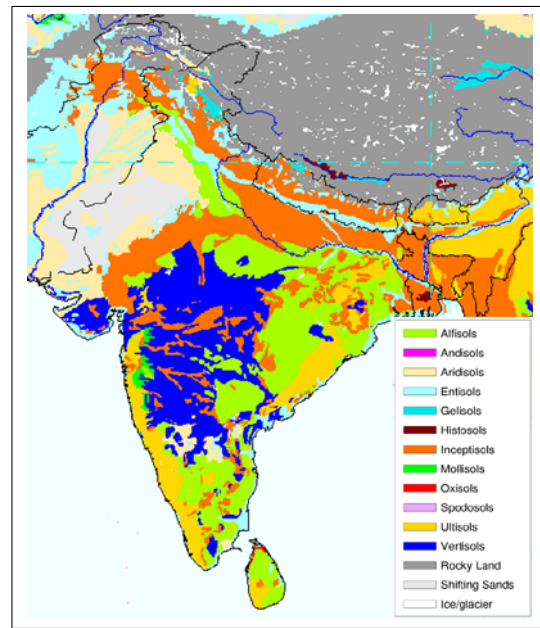 Alfisols
Andisols
Aridisols
Entisols
Gelisols
Histosols
Inceptisols
Mollisols
Oxisols
Spodosols
Ultisols
Vertisols
Rocky Land
Shifting Sands
Ice/glacier